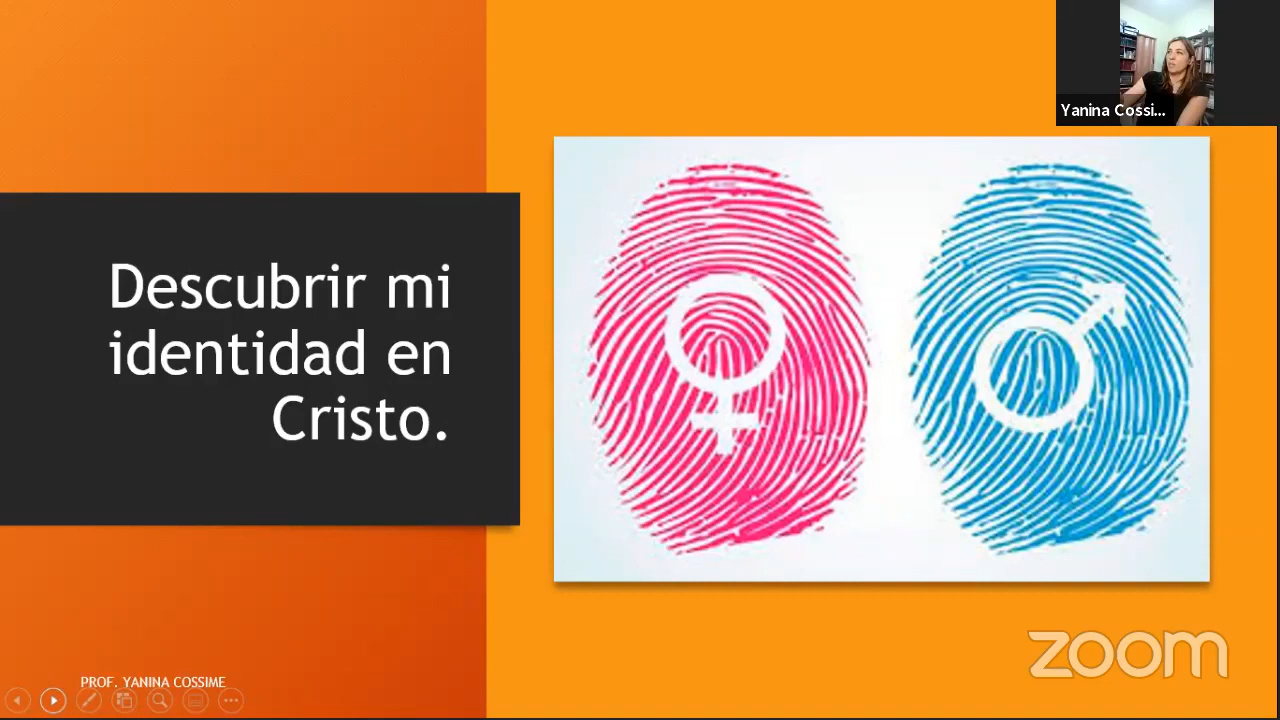 Yanina Cossi...
Descubrir mi
identidad en
Cristo.
PROF. YANINA COSSIME
zoom